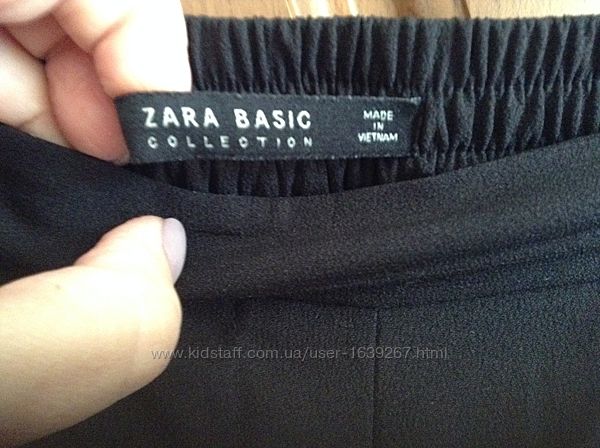 ZARA BASIC
COLLECTION
MADE
IN
VIETNAM
www.kidstaff.com.ua/user-1639267.html